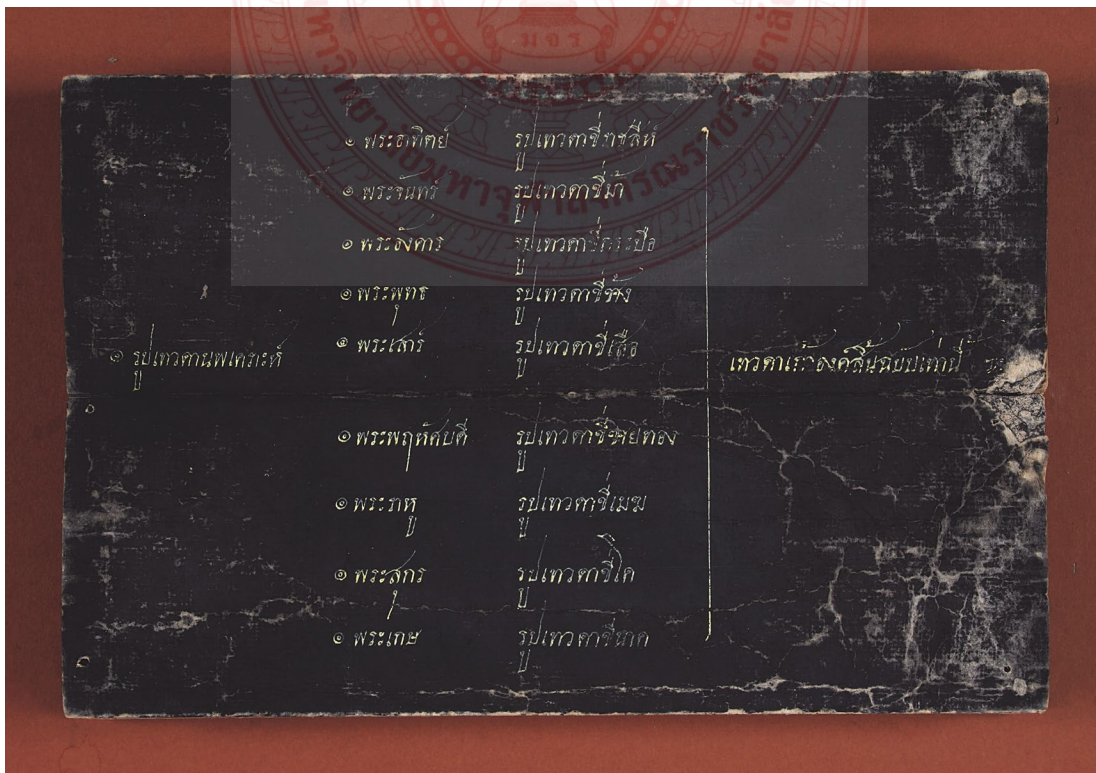 มจร
๏ พระอาทิตย์ รูปเทวดาขี่ราชสีห์
๏ พระจันทร์ รูปเทวดาขี่ม้า
๏ พระอังคาร รูปเทวดาขี่กระบือ
๏ พระพุทธ รูปเทวดาขี่ช้าง
๏ พระเสาร์ รูปเทวดาขี่เสือ
๏ รูปเทวดานพเคราะห์ เทวดาเก้าองค์สิ้นฉบับเท่านี้
๏ พระพฤหัศบดี รูปเทวดาขี่ทอง
๏ พระราหู รูปเทวดาขี่เมฆ
๏ พระสุกร รูปเทวดาขี่โค
๏ พระเกษ รูปเทวดาขี่นาค